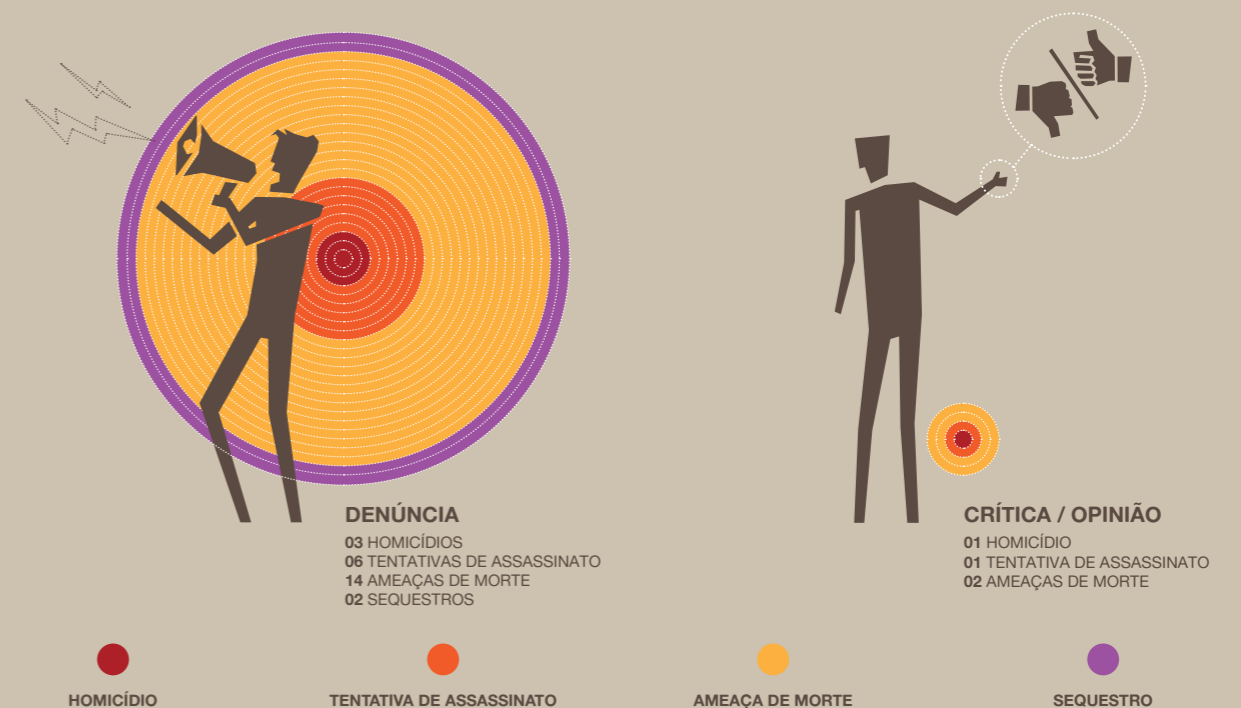 DENÚNCIA
03 HOMICÍDIOS
06 TENTATIVAS DE ASSASSINATO
14 AMEAÇAS DE MORTE
02 SEQUESTROS
CRÍTICA / OPINIÃO
01 HOMICÍDIO
01 TENTATIVA DE ASSASSINATO
02 AMEAÇAS DE MORTE
HOMICÍDIO
TENTATIVA DE ASSASSINATO
AMEAÇA DE MORTE
SEQUESTRO